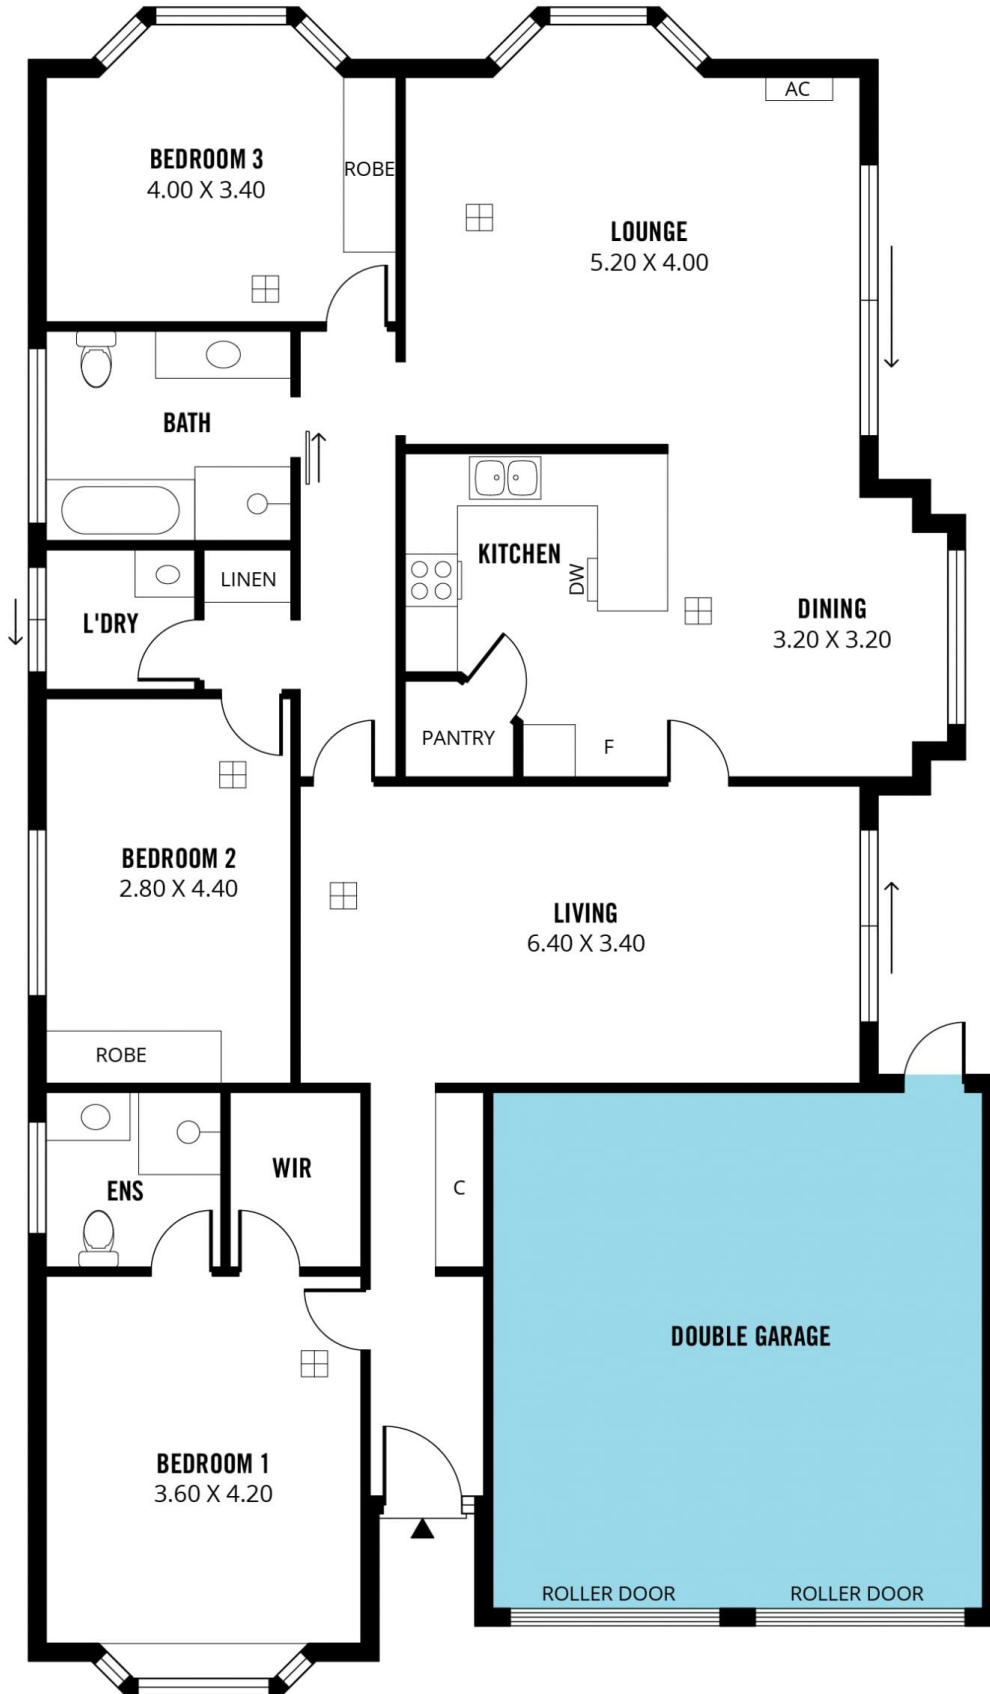 AC
BEDROOM 3
4.00 X 3.40
ROBE
LOUNGE
5.20 X 4.00
BATH
KITCHEN
DW
LINEN
L'DRY
DINING
3.20 X 3.20
PANTRY
F
BEDROOM 2
2.80 X 4.40
LIVING
6.40 X 3.40
ROBE
WIR
ENS
C
DOUBLE GARAGE
BEDROOM 1
3.60 X 4.20
ROLLER DOOR
ROLLER DOOR